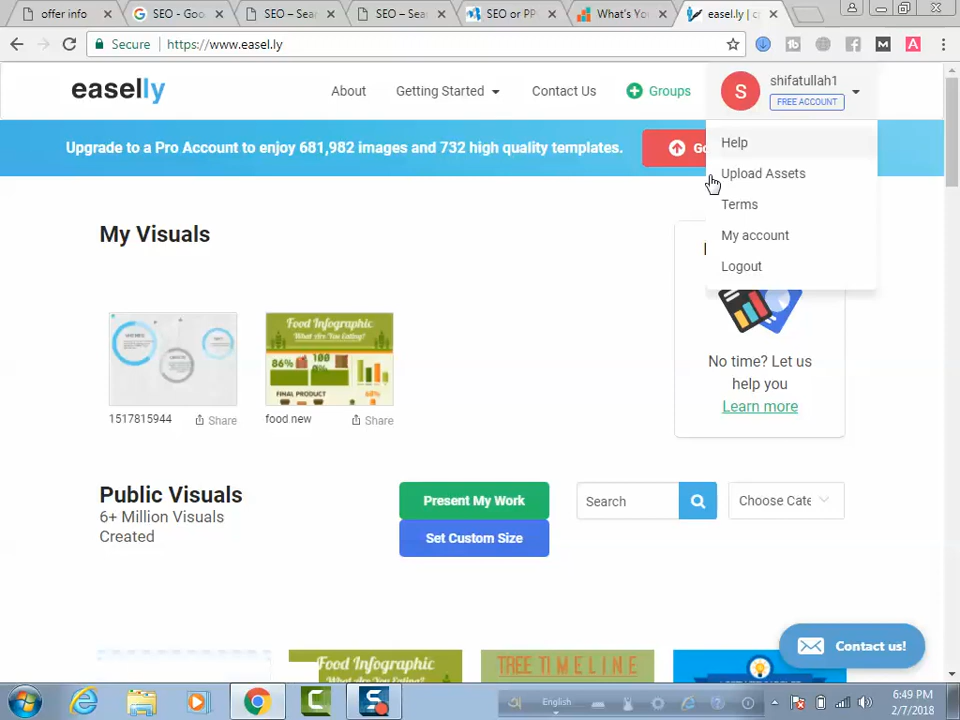 offer info
SEO - Goo
SEO – Sea
SEO – Sea
SEO or PP
What's Yo
easel.ly | c
Secure
https://www.easel.ly
easelly
About
Getting Started
Contact Us
Groups
S
shifatullah1
FREE ACCOUNT
Upgrade to a Pro Account to enjoy 681,982 images and 732 high quality templates.
Help
Upload Assets
Terms
My account
Logout
My Visuals
Food Infographic
What Are You Eating?
86%
FINAL PRODUCT
1517815944
Share
food new
Share
No time? Let us
help you
Learn more
Public Visuals
6+ Million Visuals
Created
Present My Work
Set Custom Size
Search
Choose Cate
Food Infographic
TREE TIMELINE
Contact us!
English
6:49 PM
2/7/2018